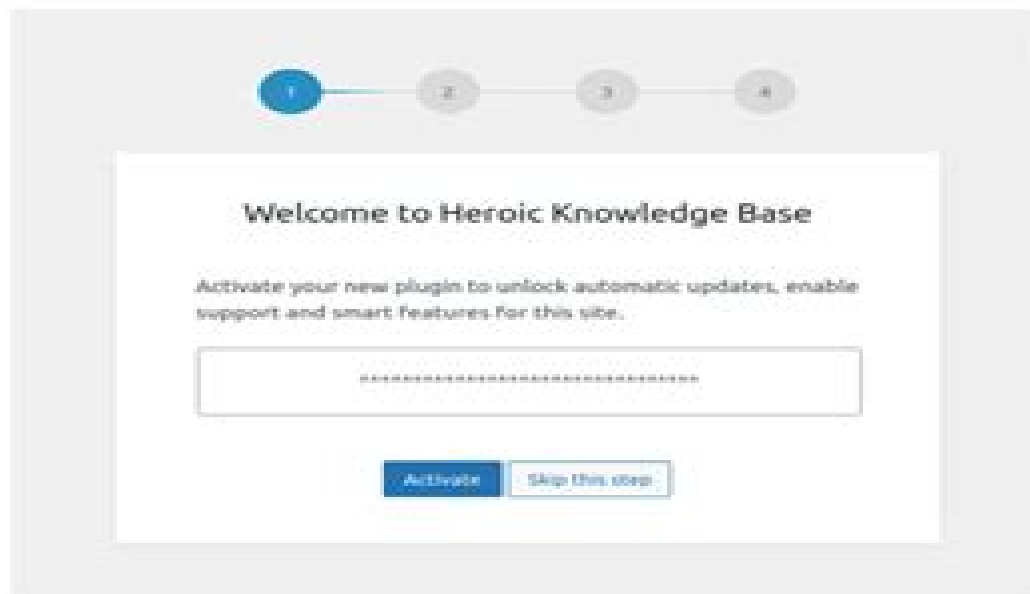 1 2 3 4
Welcome to Heroic Knowledge Base
Activate your new plugin to unlock automatic updates, enable
support and smart features for this site.
********************************
Activate Skip this step